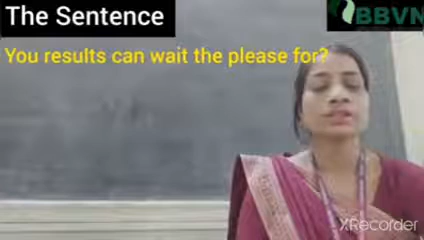 The Sentence
BBVN
You results can wait the please for?
XRecorder